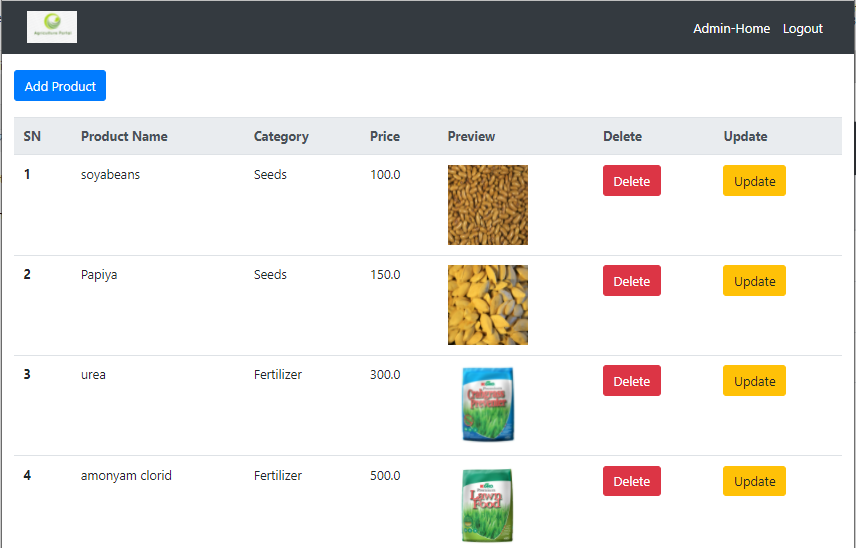 Agriculture Portal
Admin-Home Logout
Add Product
SN Product Name Category Price Preview Delete Update
1 soyabeans Seeds 100.0 Delete Update
2 Papiya Seeds 150.0 Delete Update
3 urea Fertilizer 300.0 Delete Update
4 amonyam clorid Fertilizer 500.0 Delete Update
Lawn
Food